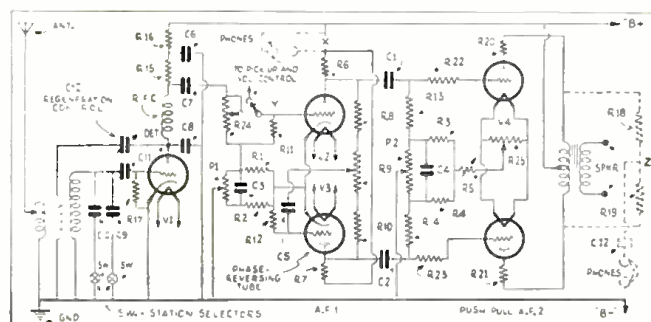 ANT.
"B+"
R16
C6
PHONES
R15
TO PICK-UP AND VOL. CONTROL
X
R6
C1
R22
R20
C12
REGENERATION CONTROL
R.F.C.
C7
DET.
C8
R24
Y
R11
R8
R13
P2
R3
V4
R18
C11
V2
R25
Z
P1
R1
C3
V3
R9
C4
R5
SPKR
R17
V1
R2
R4
R19
C9
R12
R10
C5
PHASE-REVERSING TUBE
R7
C2
R23
R21
PHONES
SW.
SW.
GND
SW.= STATION SELECTORS
A.F.1
PUSH PULL A.F.2
"B-"